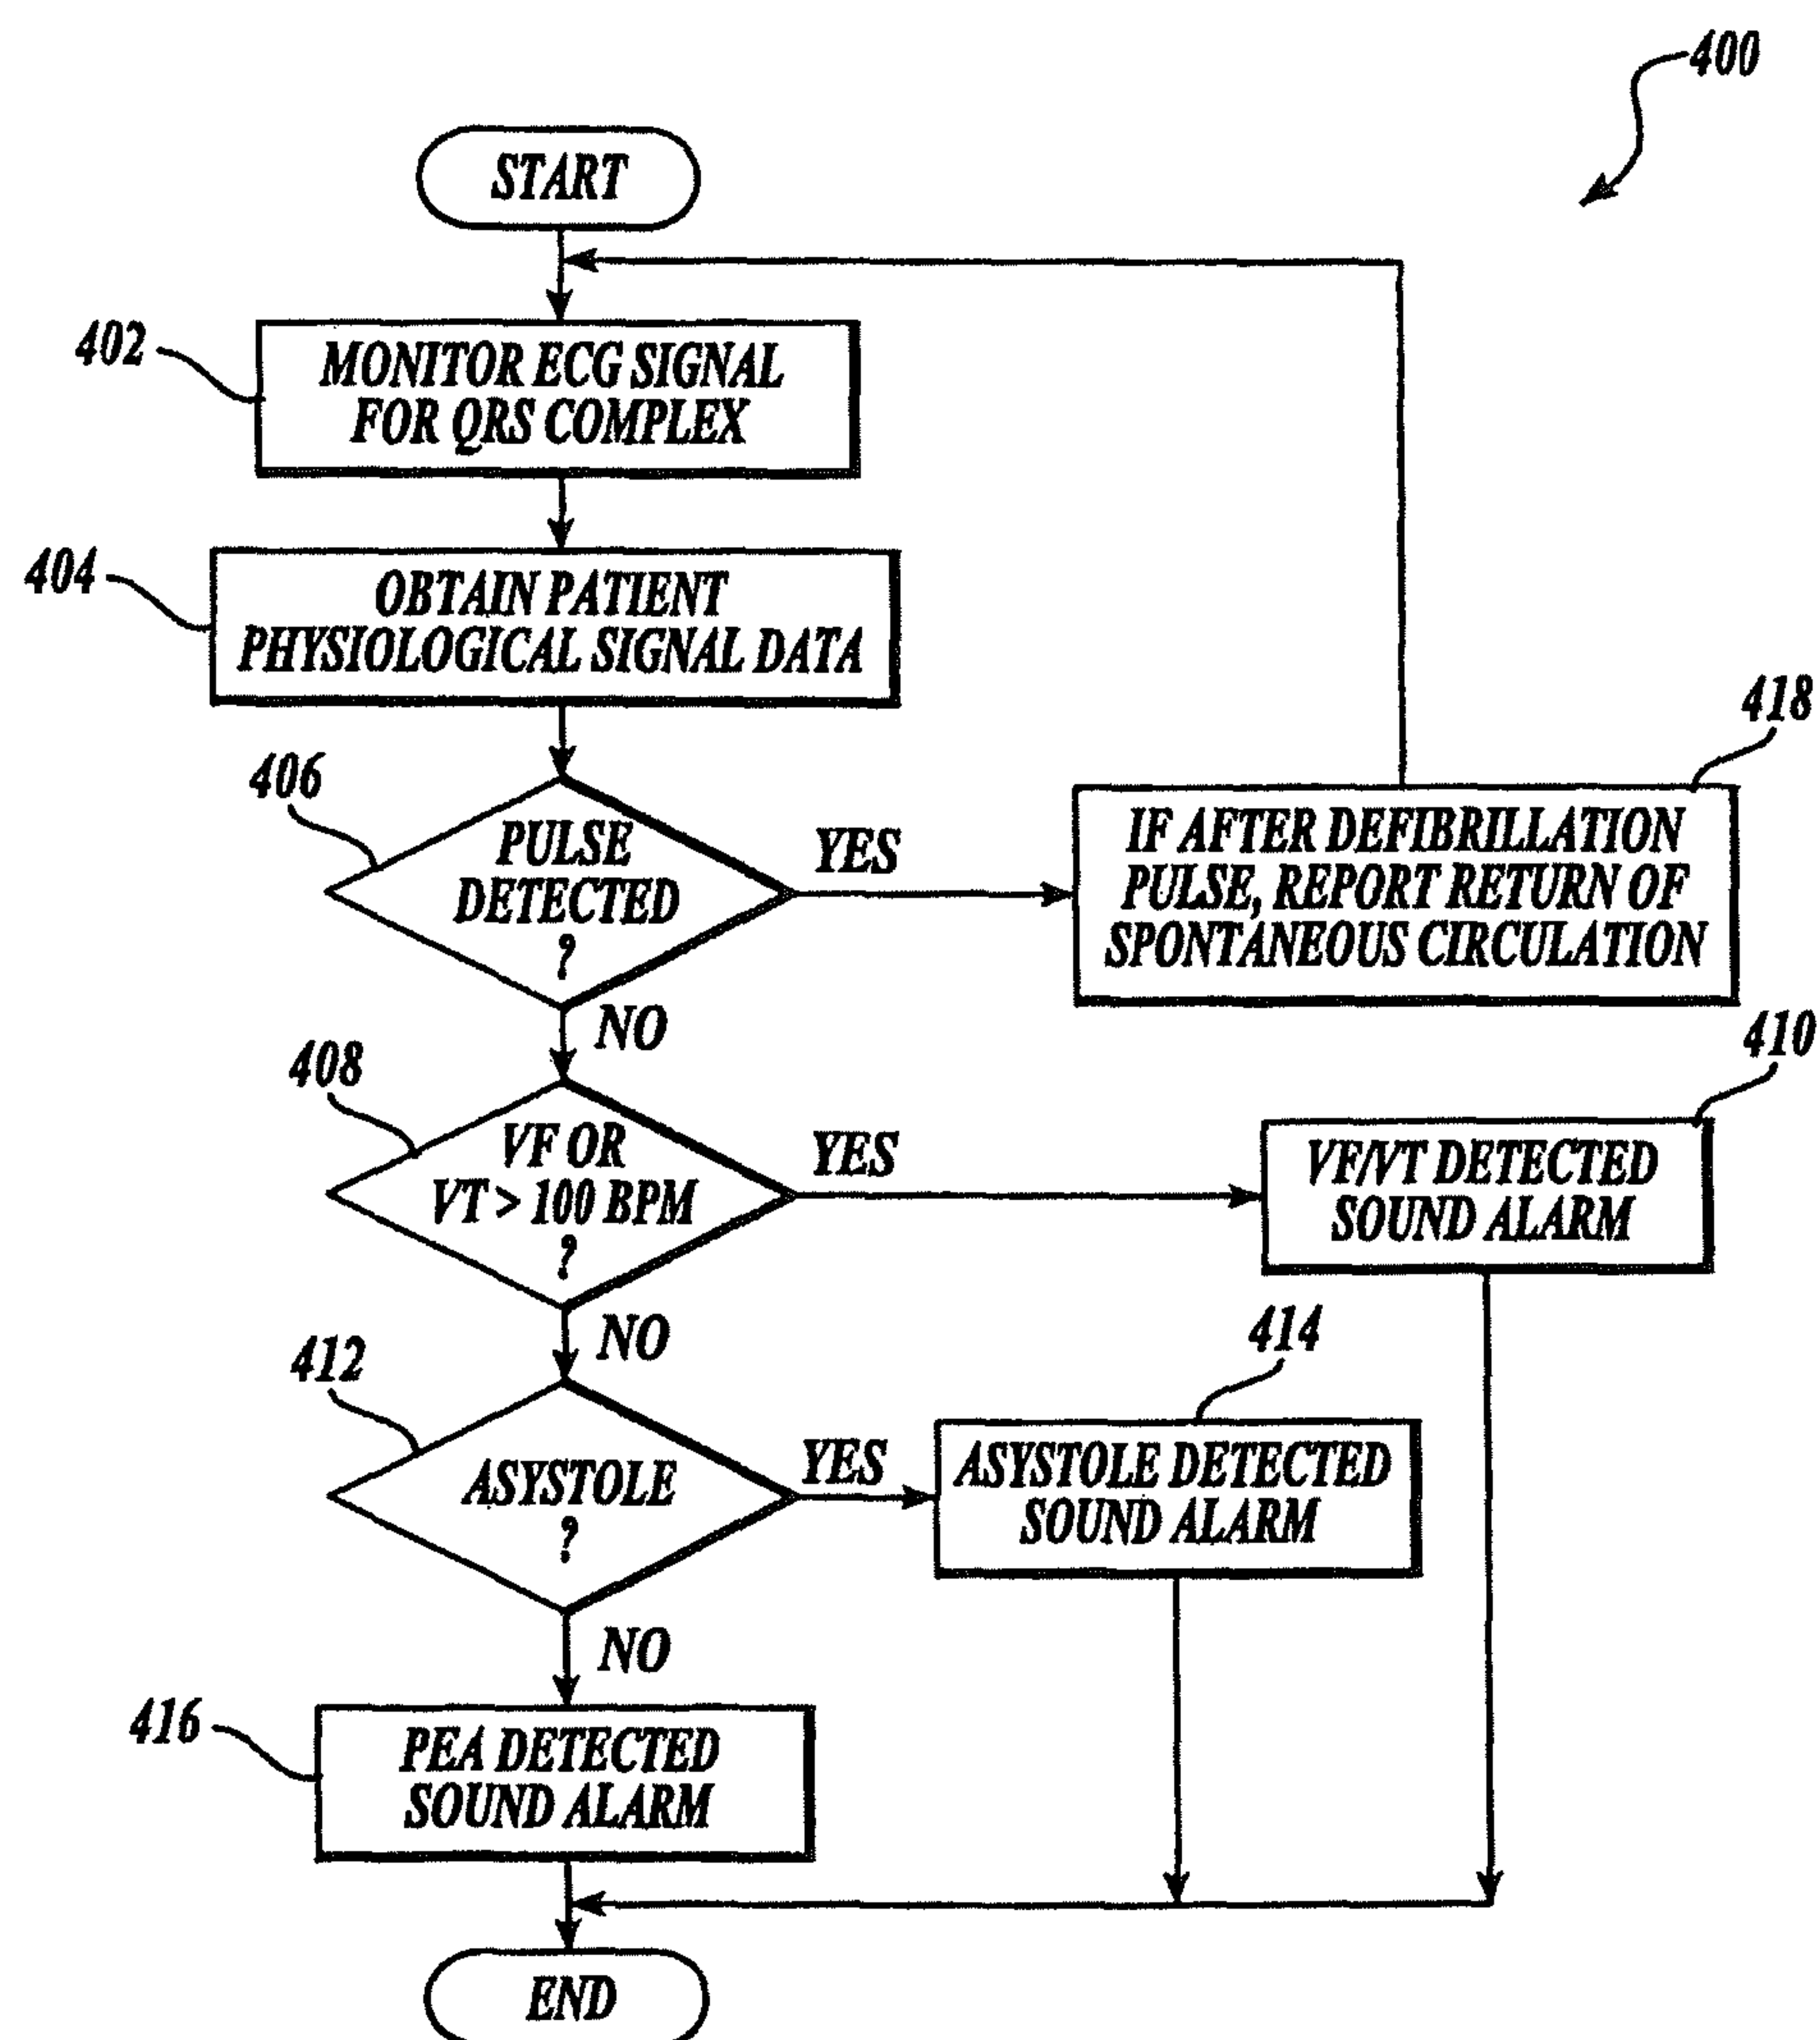 400
START
402
MONITOR ECG SIGNAL
FOR QRS COMPLEX
404
OBTAIN PATIENT
PHYSIOLOGICAL SIGNAL DATA
406
PULSE
DETECTED
?
YES
418
IF AFTER DEFIBRILLATION
PULSE, REPORT RETURN OF
SPONTANEOUS CIRCULATION
NO
408
VF OR
VT > 100 BPM
?
YES
410
VF/VT DETECTED
SOUND ALARM
NO
412
ASYSTOLE
?
YES
414
ASYSTOLE DETECTED
SOUND ALARM
NO
416
PEA DETECTED
SOUND ALARM
END